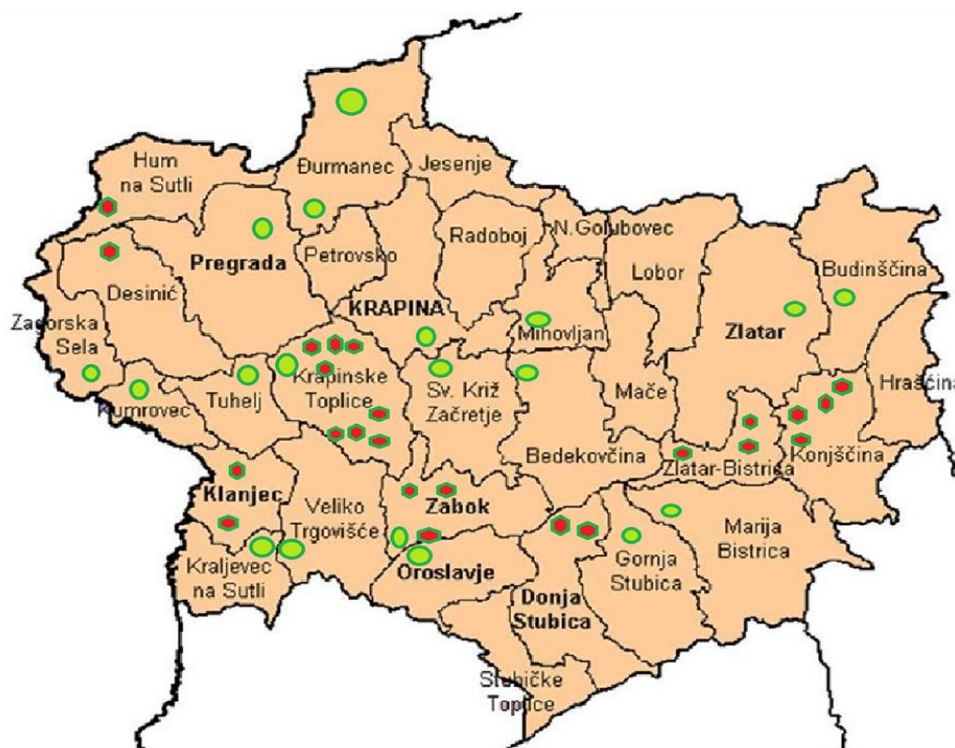 Hum
na Sutli
Đurmanec
Jesenje
Petrovsko
Radoboj
N.Golubovec
Lobor
Budinščina
Pregrada
Desinić
KRAPINA
Mihovljan
Zlatar
Zagorska
Sela
Hrašćina
Krapinske
Toplice
Sv. Križ
Začretje
Mače
Kumrovec
Tuhelj
Bedekovčina
Zlatar-Bistrica
Konjščina
Klanjec
Veliko
Trgovišće
Zabok
Marija
Bistrica
Kraljevec
na Sutli
Oroslavje
Gornja
Stubica
Donja
Stubica
Stubičke
Toplice